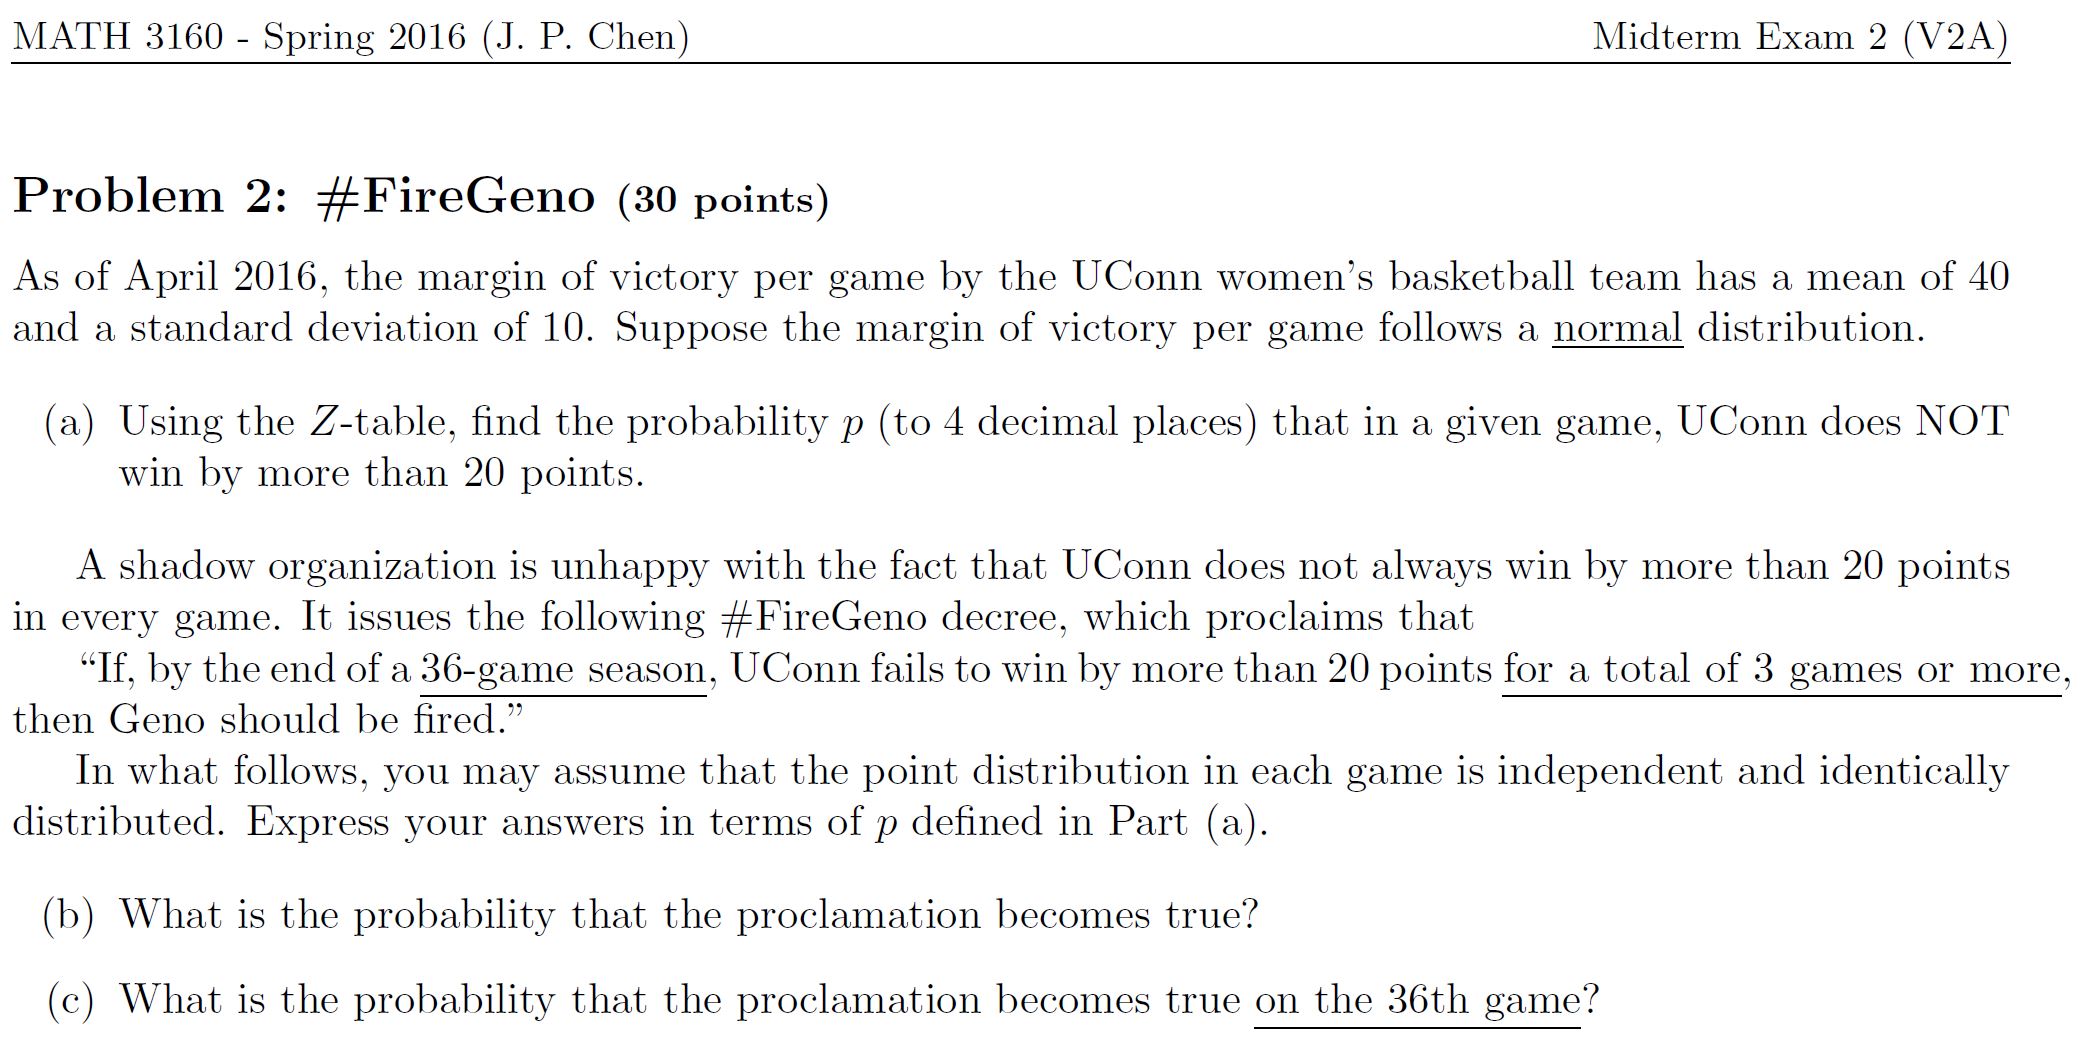 MATH 3160 - Spring 2016 (J. P. Chen) Midterm Exam 2 (V2A)
Problem 2: #FireGeno (30 points)
As of April 2016, the margin of victory per game by the UConn women's basketball team has a mean of 40
and a standard deviation of 10. Suppose the margin of victory per game follows a normal distribution.
(a) Using the Z-table, find the probability p (to 4 decimal places) that in a given game, UConn does NOT
win by more than 20 points.
A shadow organization is unhappy with the fact that UConn does not always win by more than 20 points
in every game. It issues the following #FireGeno decree, which proclaims that
“If, by the end of a 36-game season, UConn fails to win by more than 20 points for a total of 3 games or more,
then Geno should be fired.”
In what follows, you may assume that the point distribution in each game is independent and identically
distributed. Express your answers in terms of p defined in Part (a).
(b) What is the probability that the proclamation becomes true?
(c) What is the probability that the proclamation becomes true on the 36th game?